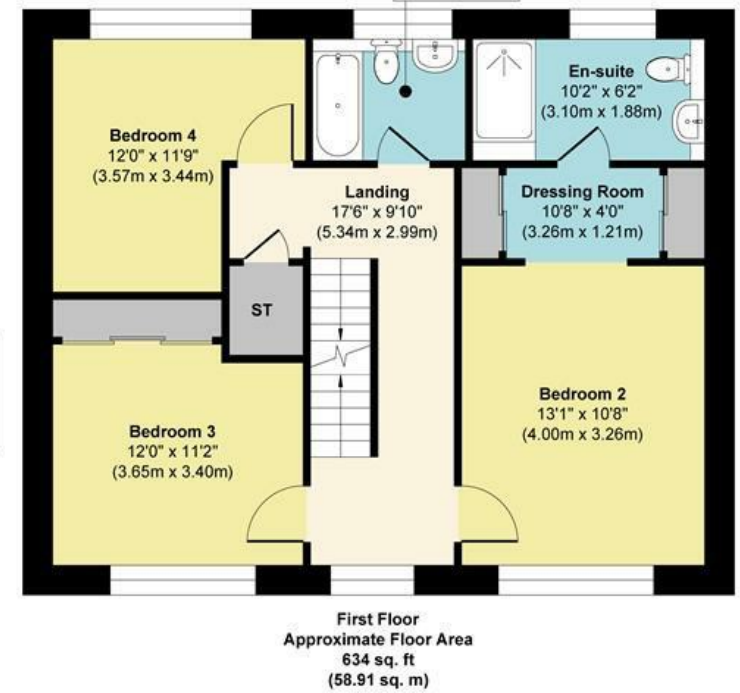 En-suite
10'2" x 6'2"
(3.10m x 1.88m)
Bedroom 4
12'0" x 11'9"
(3.57m x 3.44m)
Landing
17'6" x 9'10"
(5.34m x 2.99m)
Dressing Room
10'8" x 4'0"
(3.26m x 1.21m)
ST
Bedroom 2
13'1" x 10'8"
(4.00m x 3.26m)
Bedroom 3
12'0" x 11'2"
(3.65m x 3.40m)
First Floor
Approximate Floor Area
634 sq. ft
(58.91 sq. m)